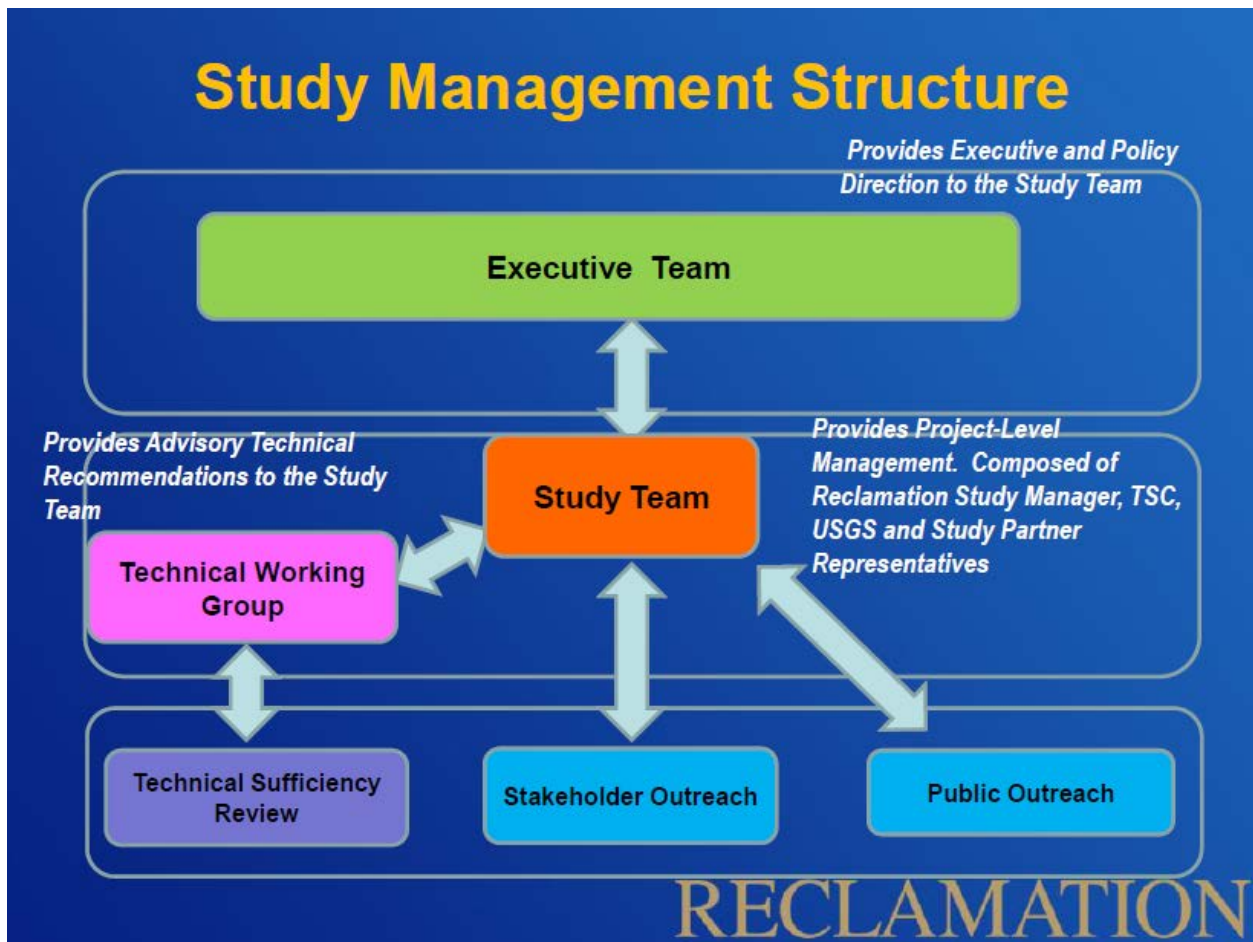 Study Management Structure
Provides Executive and Policy
Direction to the Study Team
Executive Team
Provides Advisory Technical
Recommendations to the Study
Team
Study Team
Provides Project-Level
Management. Composed of
Reclamation Study Manager, TSC,
USGS and Study Partner
Representatives
Technical Working
Group
Technical Sufficiency
Review
Stakeholder Outreach
Public Outreach
RECLAMATION